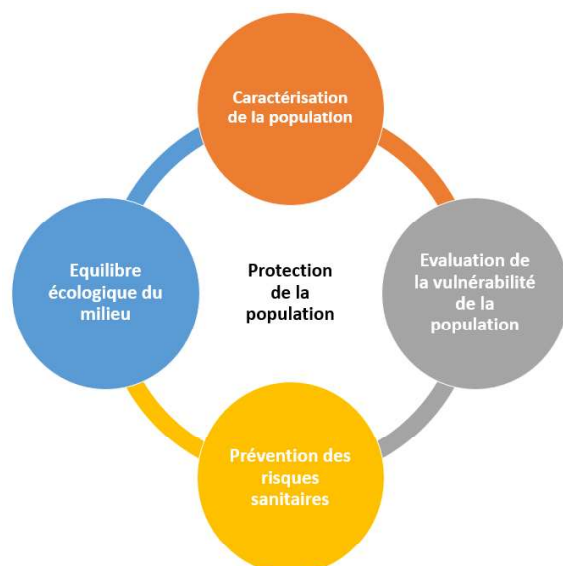 Caractérisation
de la population
Equilibre
écologique du
milieu
Protection
de la
population
Evaluation de
la vulnérabilité
de la
population
Prévention des
risques
sanitaires